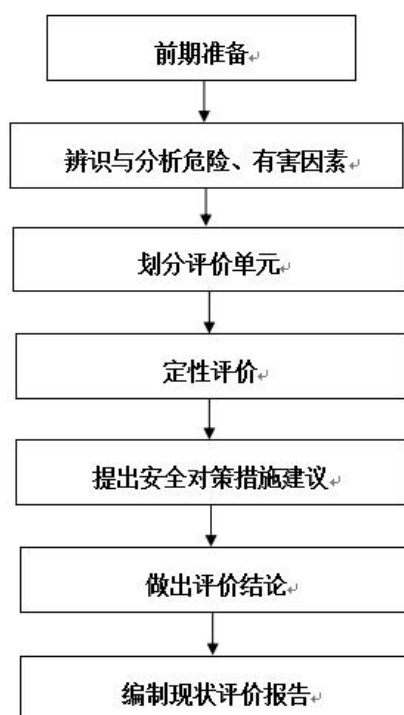 前期准备
辨识与分析危险、有害因素
划分评价单元
定性评价
提出安全对策措施建议
做出评价结论
编制现状评价报告